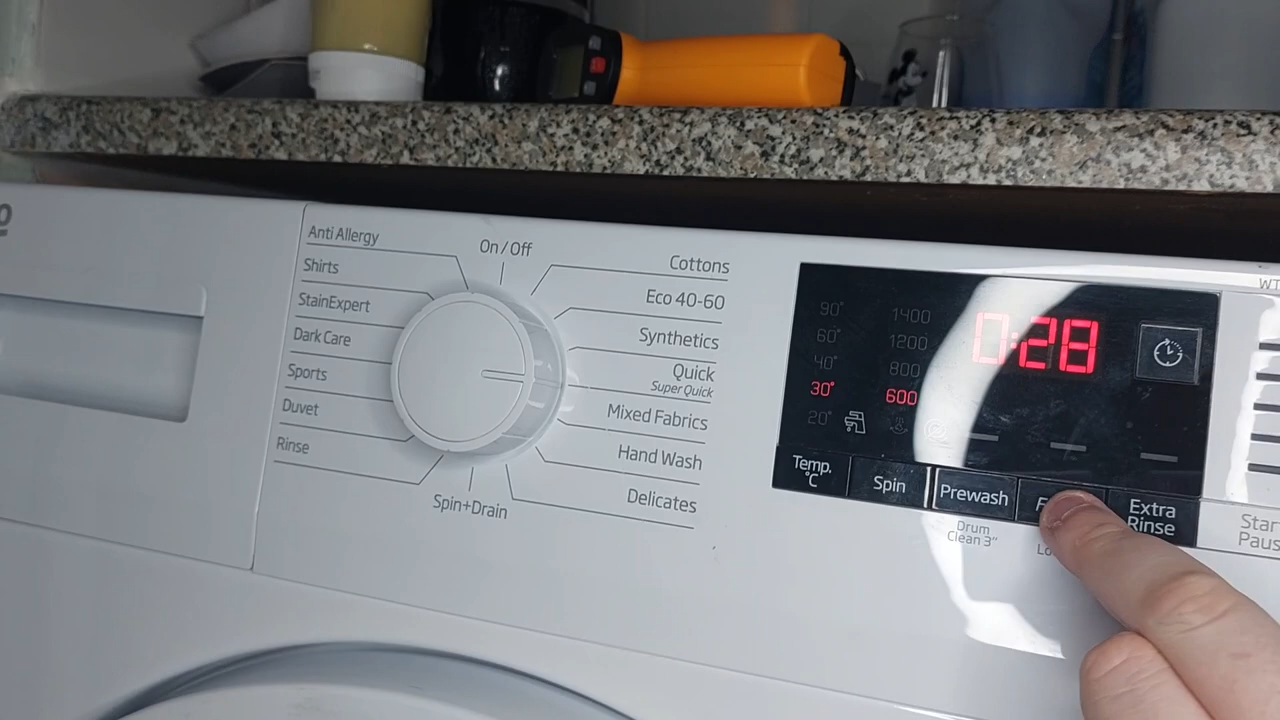 Anti Allergy
Shirts
StainExpert
Dark Care
Sports
Duvet
Rinse
On / Off
Spin+Drain
Cottons
Eco 40-60
Synthetics
Quick
Super Quick
Mixed Fabrics
Hand Wash
Delicates
90°
60°
40°
30°
20°
1400
1200
800
600
0:28
Temp.
°C
Spin
Prewash
Extra
Rinse
Drum
Clean 3"